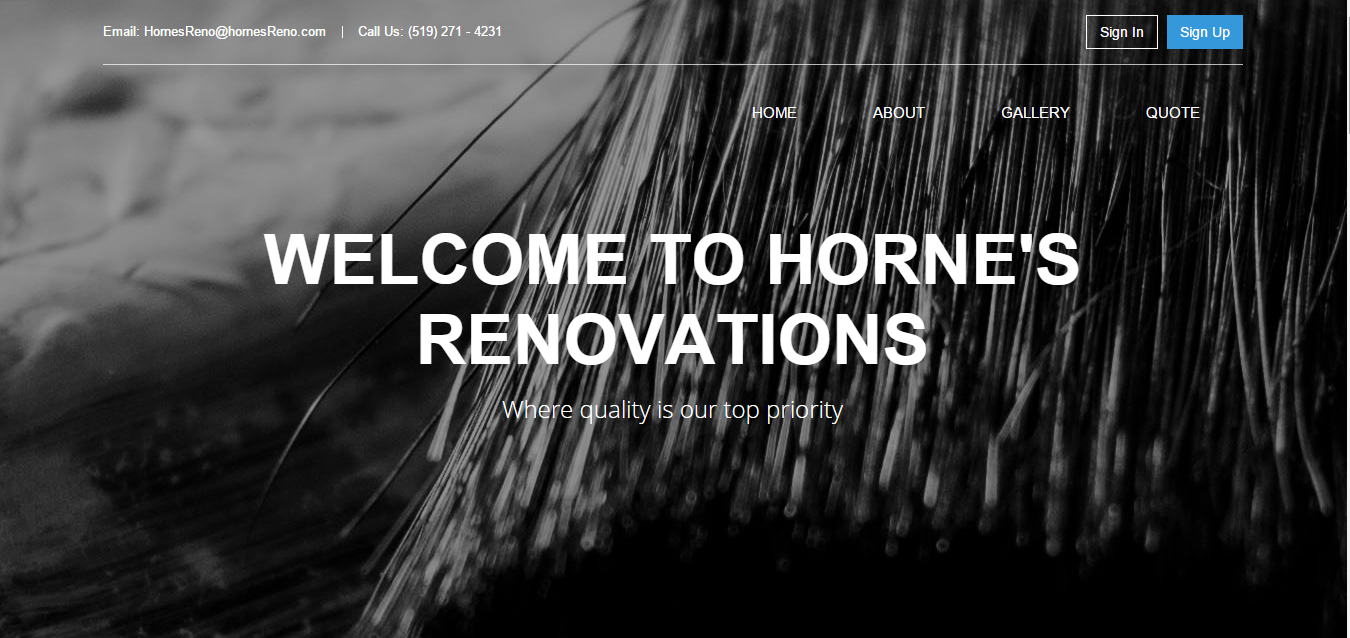 Email: HornesReno@hornesReno.com | Call Us: (519) 271 - 4231
Sign In
Sign Up
HOME
ABOUT
GALLERY
QUOTE
WELCOME TO HORNE'S
RENOVATIONS
Where quality is our top priority